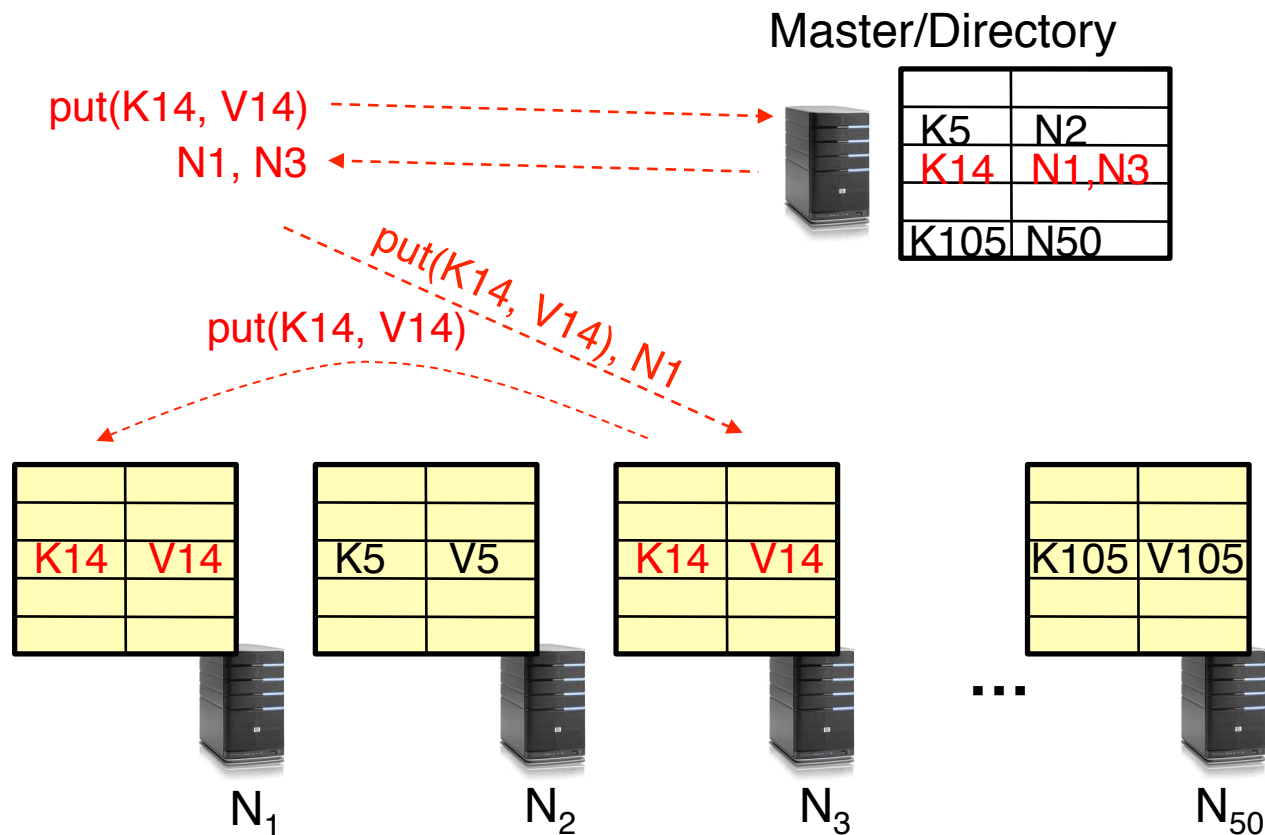 Master/Directory
put(K14, V14)
N1, N3
K5 N2
K14 N1,N3
K105 N50
put(K14, V14), N1
put(K14, V14)
K14 V14
K5 V5
K14 V14
K105 V105
...
N1
N2
N3
N50